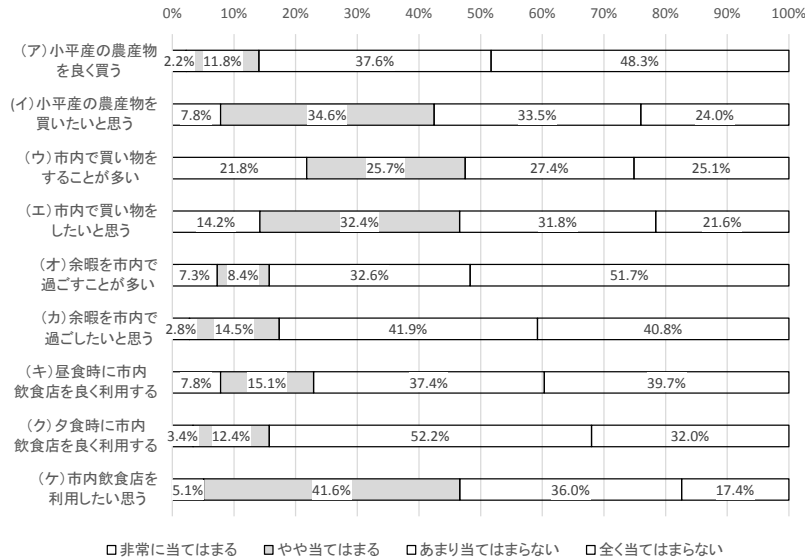 0% 10% 20% 30% 40% 50% 60% 70% 80% 90% 100%
(ア)小平産の農産物
を良く買う
2.2% 11.8% 37.6% 48.3%
(イ)小平産の農産物を
買いたいと思う
7.8% 34.6% 33.5% 24.0%
(ウ)市内で買い物を
することが多い
21.8% 25.7% 27.4% 25.1%
(エ)市内で買い物を
したいと思う
14.2% 32.4% 31.8% 21.6%
(オ)余暇を市内で
過ごすことが多い
7.3% 8.4% 32.6% 51.7%
(カ)余暇を市内で
過ごしたいと思う
2.8% 14.5% 41.9% 40.8%
(キ)昼食時に市内
飲食店を良く利用する
7.8% 15.1% 37.4% 39.7%
(ク)夕食時に市内
飲食店を良く利用する
3.4% 12.4% 52.2% 32.0%
(ケ)市内飲食店を
利用したい思う
5.1% 41.6% 36.0% 17.4%
非常に当てはまる やや当てはまる あまり当てはまらない 全く当てはまらない